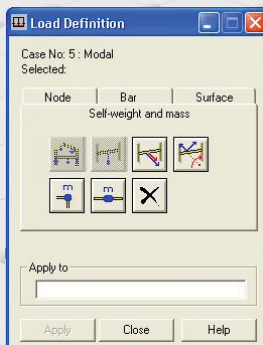 Load Definition
Case No: 5 : Modal
Selected:
Node Bar Surface
Self-weight and mass
m m
Apply to
Apply Close Help